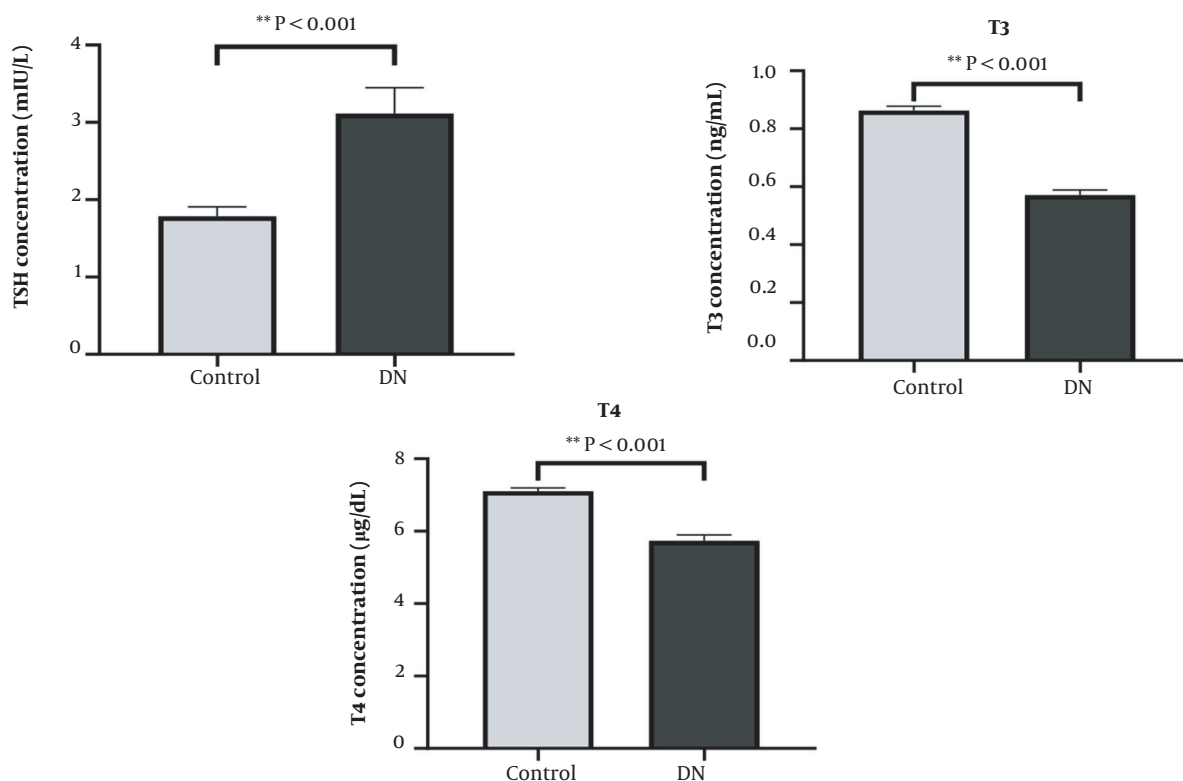 ** P < 0.001
TSH concentration (mIU/L)
4
3
2
1
0
Control
DN
T3
** P < 0.001
T3 concentration (ng/mL)
1.0
0.8
0.6
0.4
0.2
0.0
Control
DN
T4
** P < 0.001
T4 concentration (µg/dL)
8
6
4
2
0
Control
DN